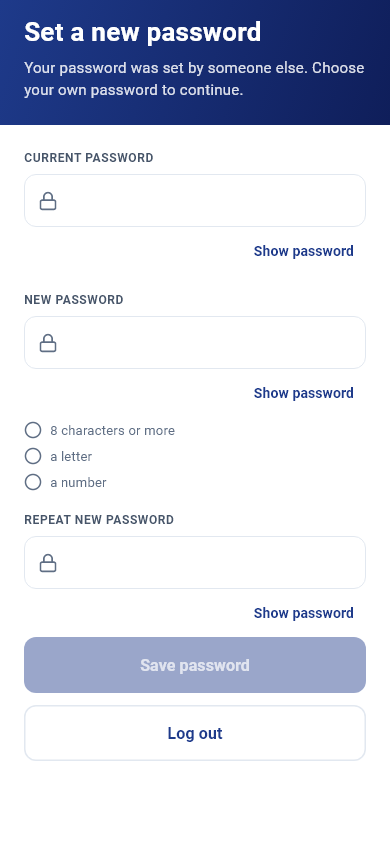 Set a new password
Your password was set by someone else. Choose
your own password to continue.
CURRENT PASSWORD
Show password
NEW PASSWORD
Show password
8 characters or more
a letter
a number
REPEAT NEW PASSWORD
Show password
Save password
Log out